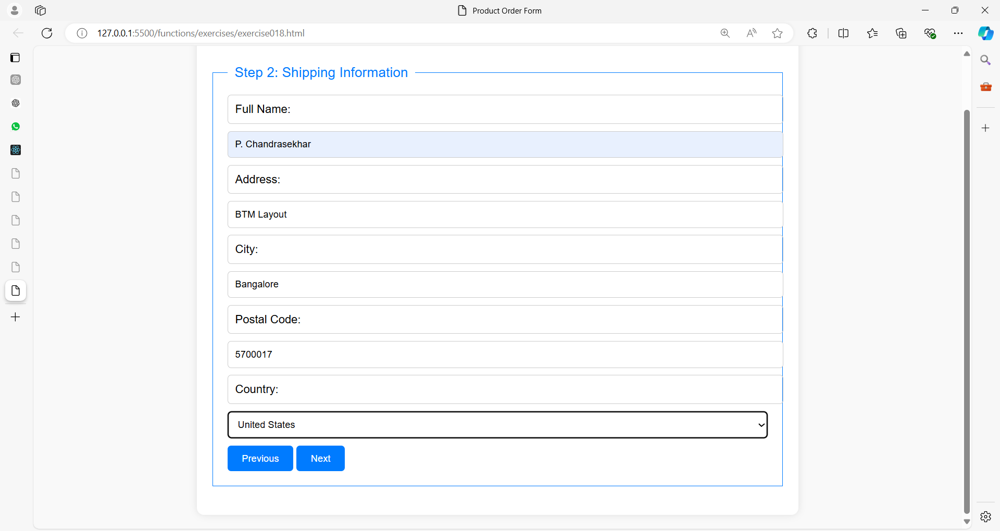 Product Order Form
127.0.0.1:5500/functions/exercises/exercise018.html
Step 2: Shipping Information
Full Name:
P. Chandrasekhar
Address:
BTM Layout
City:
Bangalore
Postal Code:
5700017
Country:
United States
Previous Next